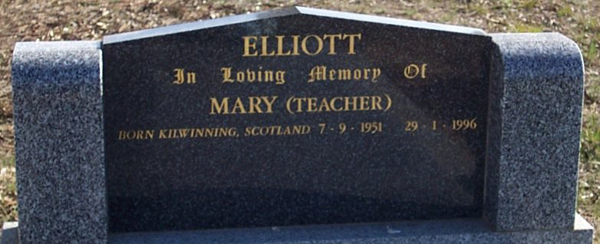 ELLIOTT
In Loving Memory Of
MARY (TEACHER)
BORN KILWINNING, SCOTLAND 7 - 9 - 1951 29 - 1 - 1996